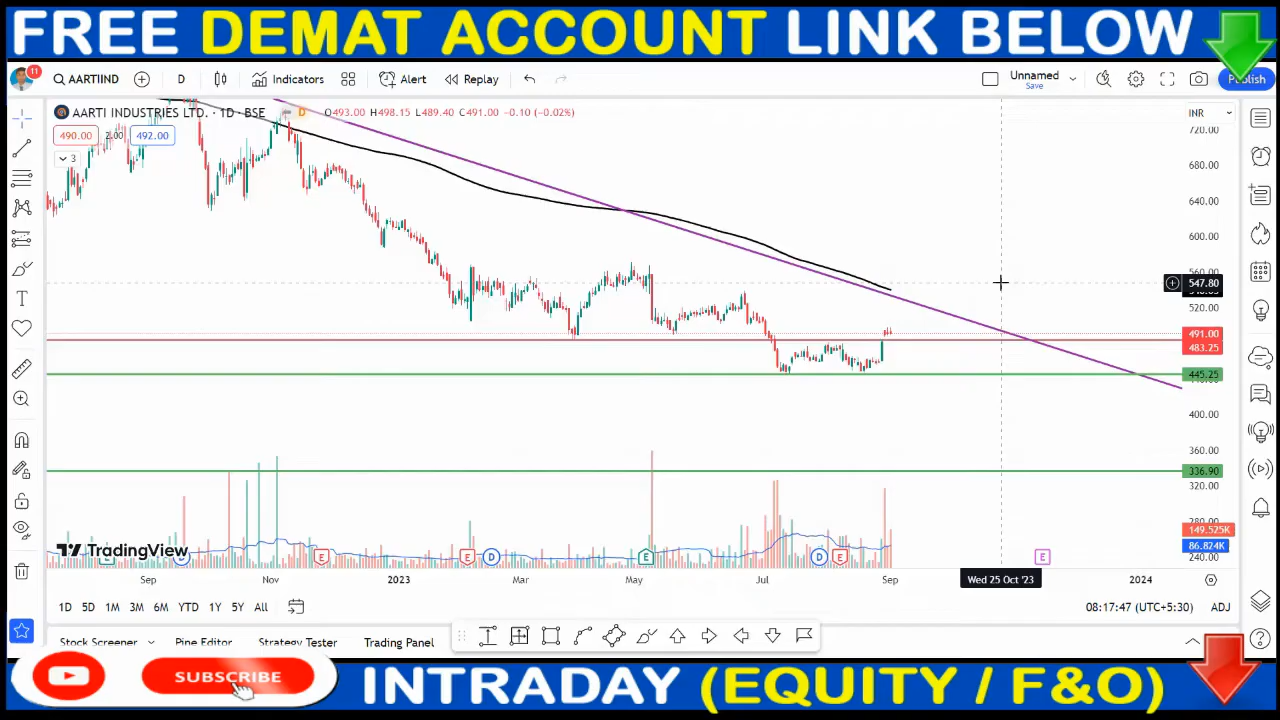 FREE DEMAT ACCOUNT LINK BELOW
11
AARTIIND
D
Indicators
Alert
Replay
Unnamed
Save
Publish
AARTI INDUSTRIES LTD. · 1D · BSE
D
O493.00 H498.15 L489.40 C491.00 -0.10 (-0.02%)
INR
490.00
2.00
492.00
3
720.00
680.00
640.00
600.00
560.00
547.80
520.00
491.00
483.25
445.25
400.00
360.00
336.90
320.00
280.00
149.525K
86.824K
240.00
TradingView
E
D
E
E
D
E
D
E
E
Sep
Nov
2023
Mar
May
Jul
Sep
Wed 25 Oct '23
2024
1D 5D 1M 3M 6M YTD 1Y 5Y All
08:17:47 (UTC+5:30)
ADJ
Stock Screener
Pine Editor
Strategy Tester
Trading Panel
SUBSCRIBE
INTRADAY (EQUITY / F&O)